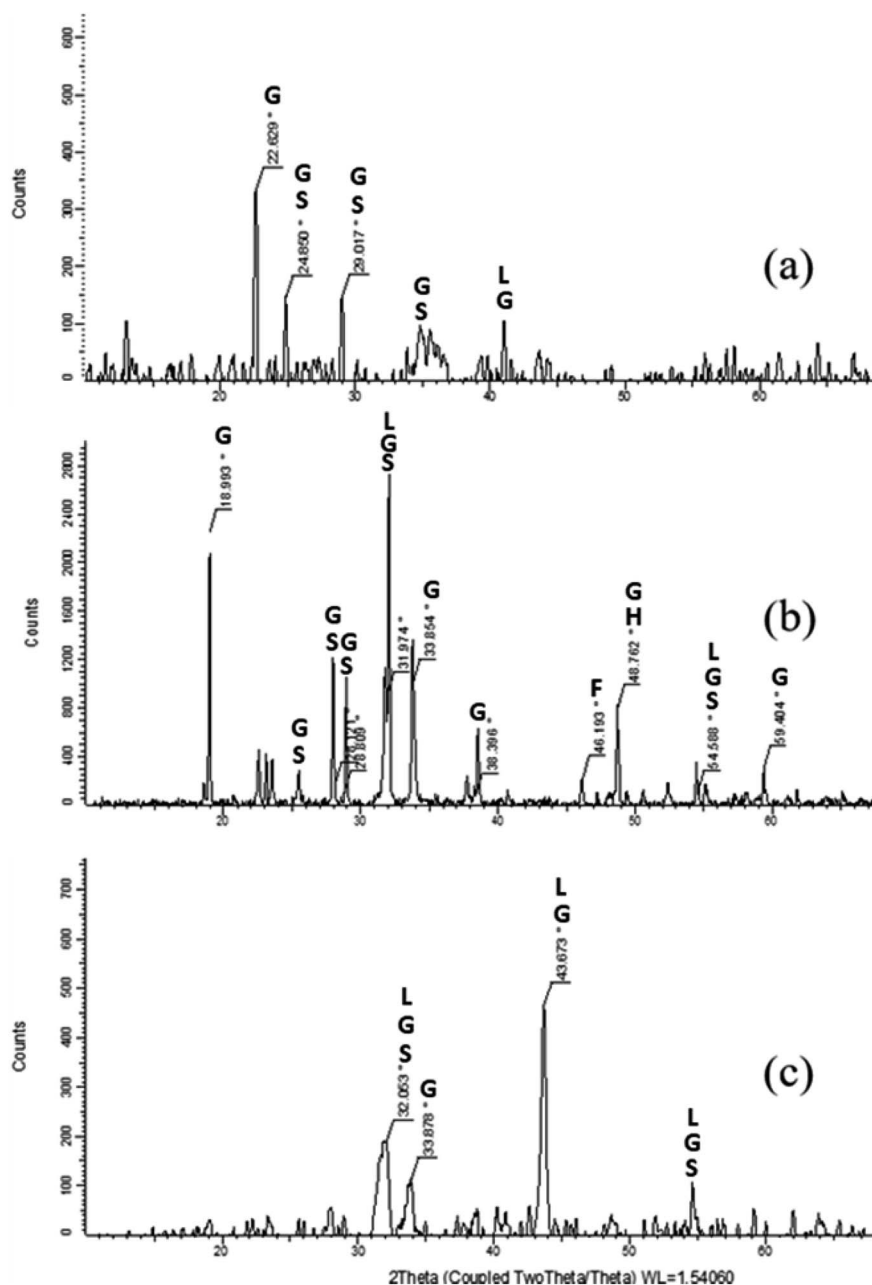 600
500
400
300
200
100
0
Counts
G
22.629 °
G
S
24.850 °
G
S
29.017 °
G
S
L
G
(a)
20
30
40
50
60
2800
2400
2000
1600
1200
800
400
0
Counts
G
18.993 °
G
S
G
S
28.809 °
G
S
L
G
S
31.974 °
G
33.854 °
G
38.396 °
F
46.193 °
G
H
48.762 °
L
G
S
54.588 °
G
59.404 °
(b)
20
30
40
50
60
700
600
500
400
300
200
100
0
Counts
L
G
S
32.053 °
G
33.878 °
L
G
43.673 °
L
G
S
(c)
20
30
40
50
60
2Theta (Coupled TwoTheta/Theta) WL=1.54060